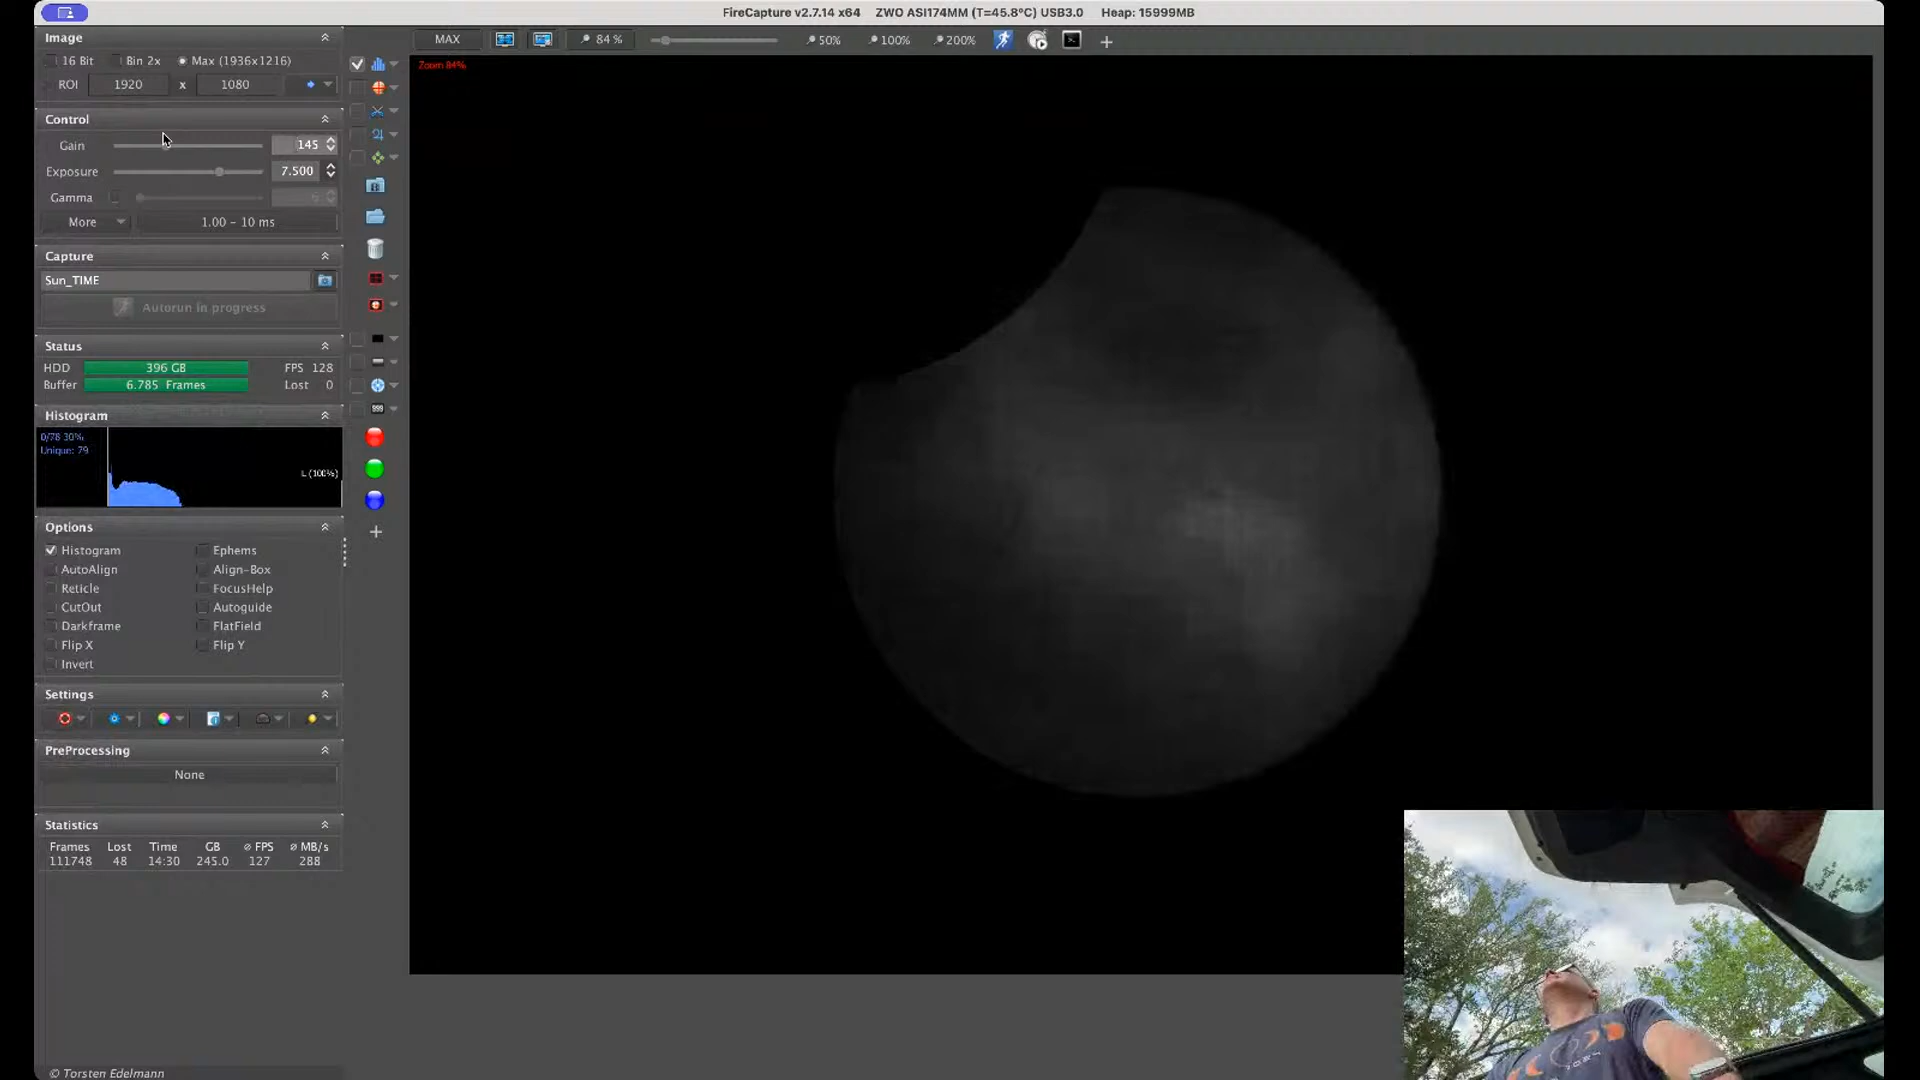 FireCapture v2.7.14 x64 ZWO ASI174MM (T=45.8°C) USB3.0 Heap: 15999MB
Image
MAX 84 % 50% 100% 200%
16 Bit Bin 2x Max (1936x1216)
Zoom 84%
ROI 1920 x 1080
Control
Gain 145
Exposure 7.500
Gamma
More 1.00 - 10 ms
Capture
Sun_TIME
Autorun in progress
Status
HDD 396 GB FPS 128
Buffer 6.785 Frames Lost 0
999
Histogram
0/78 30%
Unique: 79
L (100%)
Options
Histogram Ephems
AutoAlign Align-Box
Reticle FocusHelp
CutOut Autoguide
Darkframe FlatField
Flip X Flip Y
Invert
Settings
PreProcessing
None
Statistics
Frames Lost Time GB ø FPS ø MB/s
111748 48 14:30 245.0 127 288
© Torsten Edelmann